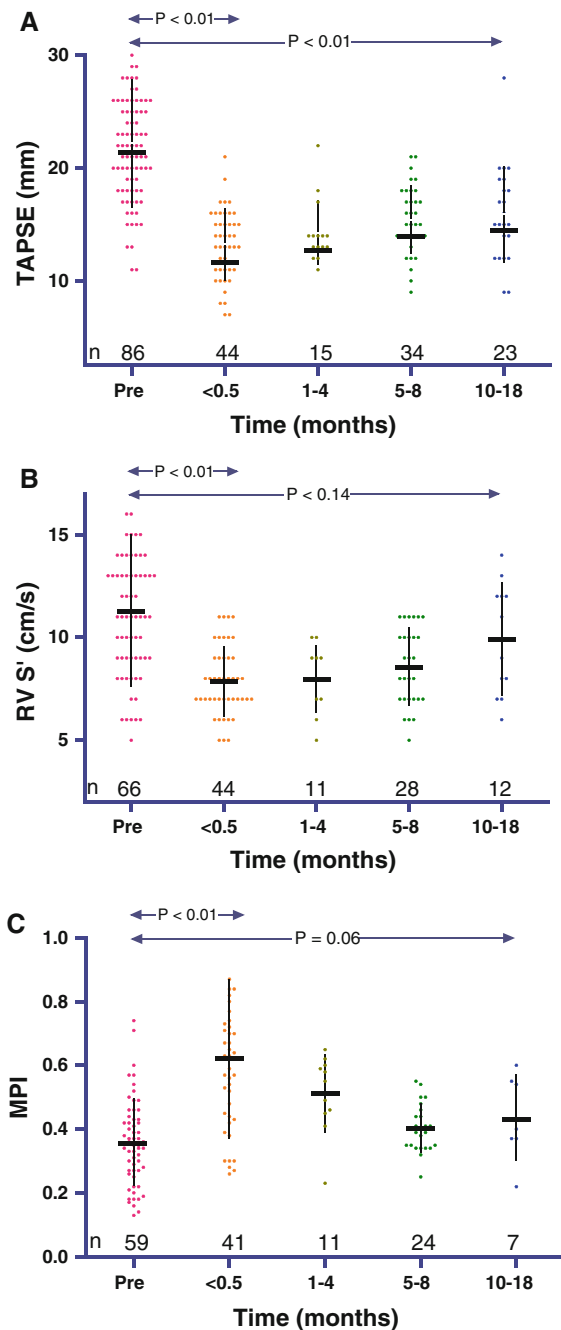 A
P < 0.01
P < 0.01
30
20
10
TAPSE (mm)
n 86 44 15 34 23
Pre <0.5 1-4 5-8 10-18
Time (months)
B
P < 0.01
P < 0.14
15
10
5
RV S' (cm/s)
n 66 44 11 28 12
Pre <0.5 1-4 5-8 10-18
Time (months)
C
P < 0.01
P = 0.06
1.0
0.8
0.6
0.4
0.2
0.0
MPI
n 59 41 11 24 7
Pre <0.5 1-4 5-8 10-18
Time (months)